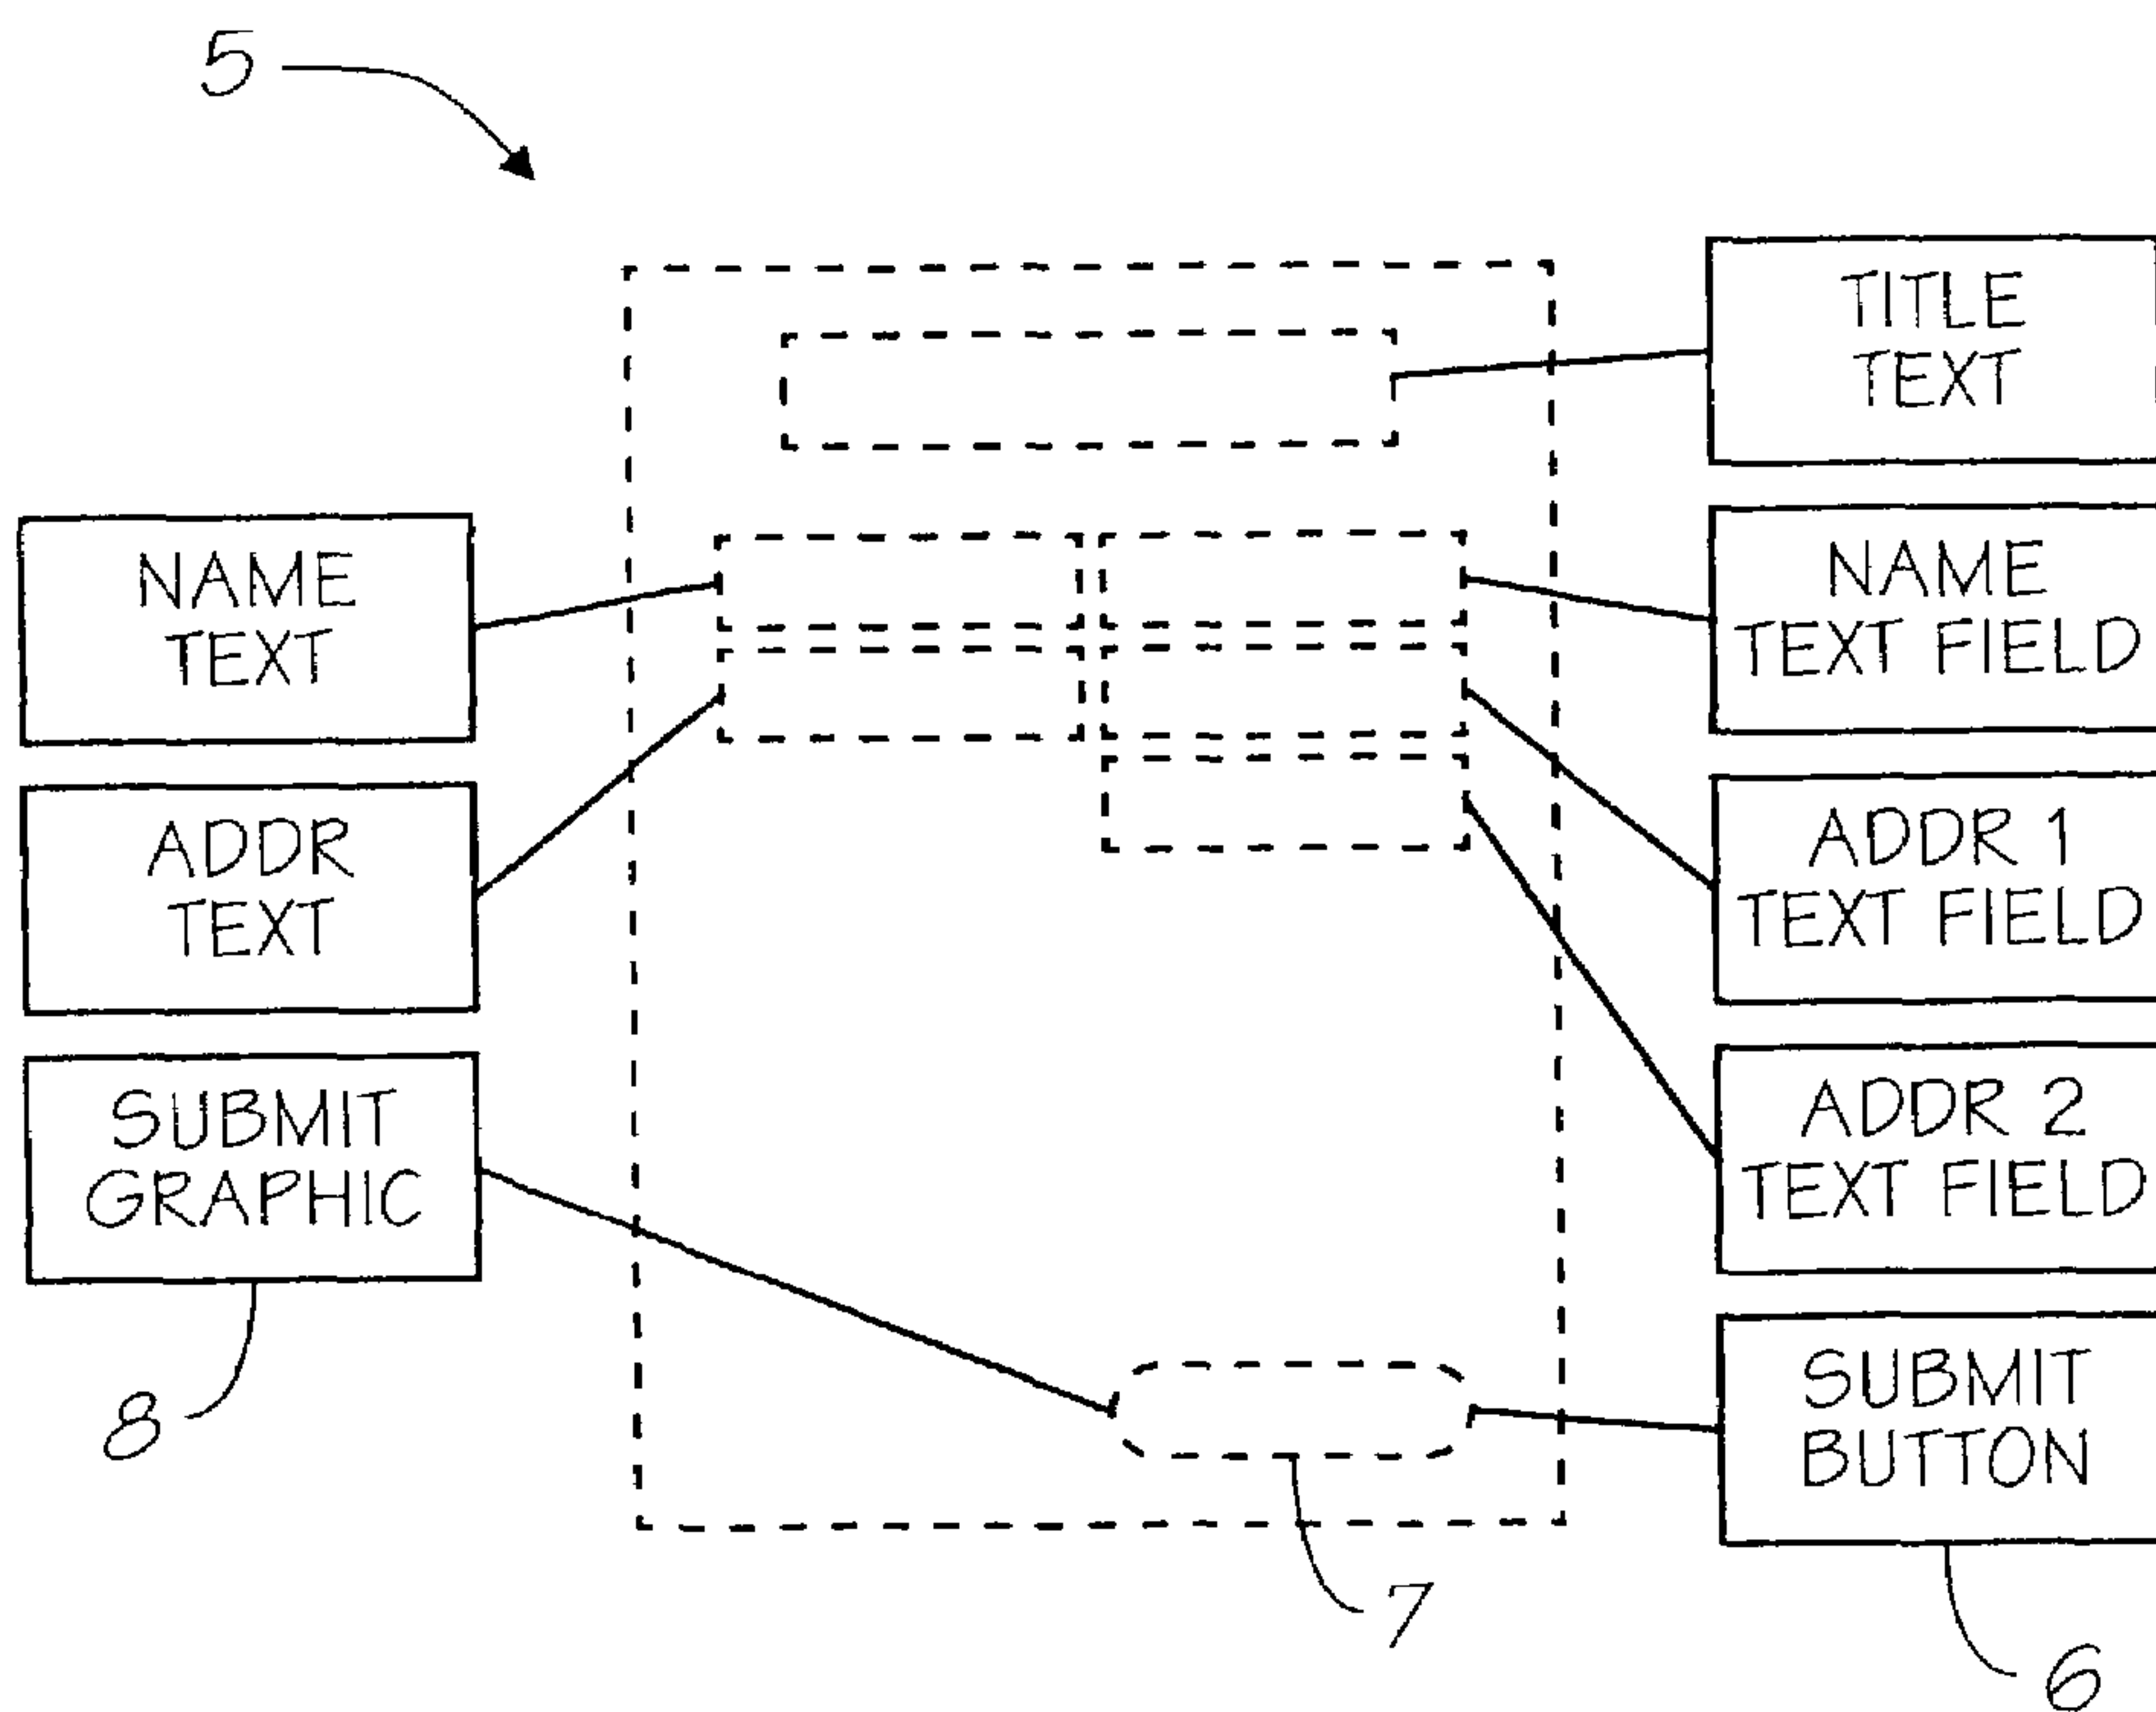 5
TITLE
TEXT
NAME
TEXT
NAME
TEXT FIELD
ADDR
TEXT
ADDR 1
TEXT FIELD
SUBMIT
GRAPHIC
ADDR 2
TEXT FIELD
SUBMIT
BUTTON
8
7
6